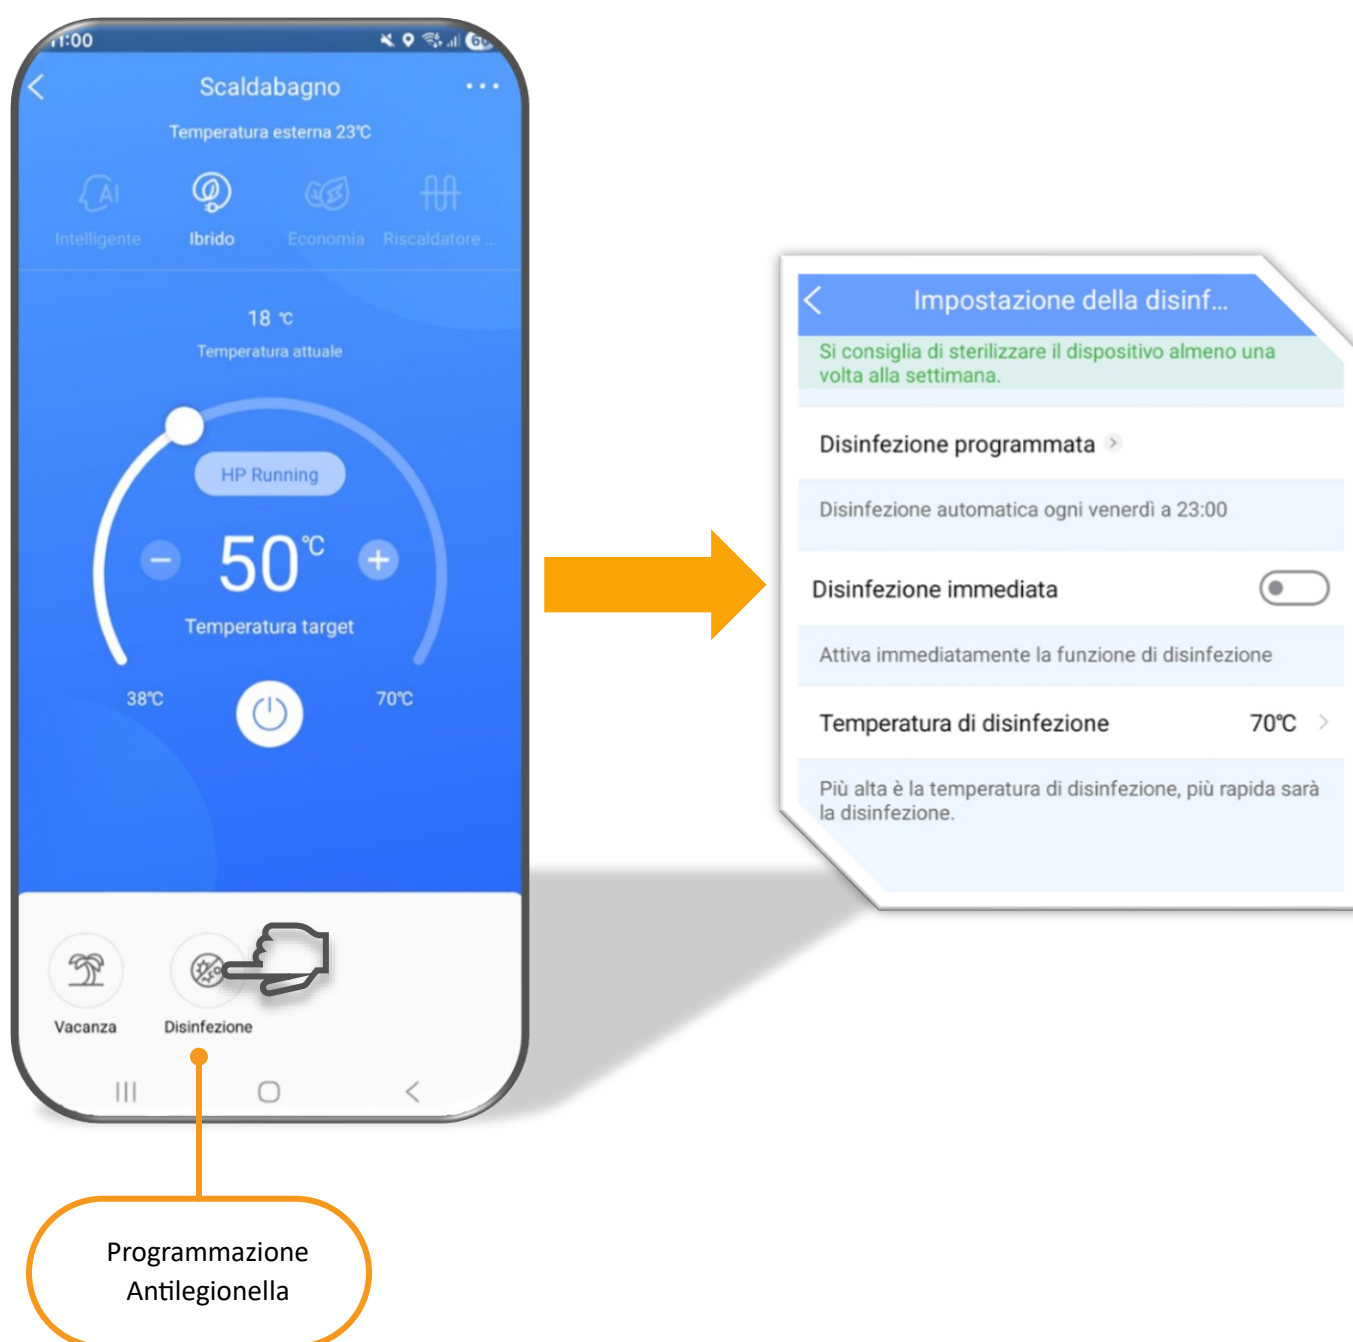 11:00
Scaldabagno
Temperatura esterna 23℃
AI
Intelligente
Ibrido
Economia
Riscaldatore ...
18 ℃
Temperatura attuale
HP Running
50℃
Temperatura target
38℃
70℃
Vacanza
Disinfezione
Programmazione
Antilegionella
Impostazione della disinf...
Si consiglia di sterilizzare il dispositivo almeno una
volta alla settimana.
Disinfezione programmata
Disinfezione automatica ogni venerdì a 23:00
Disinfezione immediata
Attiva immediatamente la funzione di disinfezione
Temperatura di disinfezione 70℃
Più alta è la temperatura di disinfezione, più rapida sarà
la disinfezione.